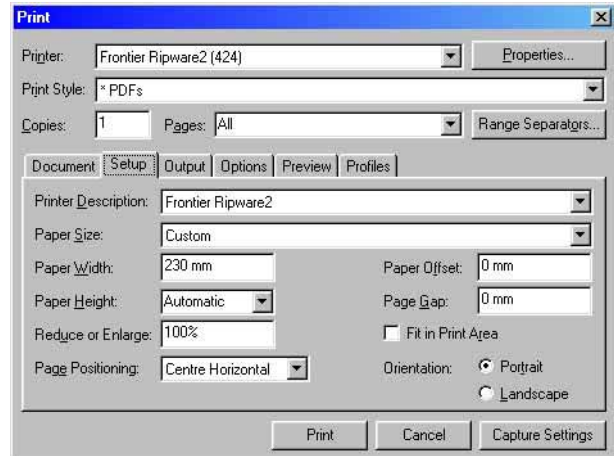 Print
Printer: Frontier Ripware2 (424) Properties...
Print Style: * PDFs
Copies: 1 Pages: All Range Separators...
Document Setup Output Options Preview Profiles
Printer Description: Frontier Ripware2
Paper Size: Custom
Paper Width: 230 mm Paper Offset: 0 mm
Paper Height: Automatic Page Gap: 0 mm
Reduce or Enlarge: 100% Fit in Print Area
Page Positioning: Centre Horizontal Orientation: Portrait
Landscape
Print Cancel Capture Settings